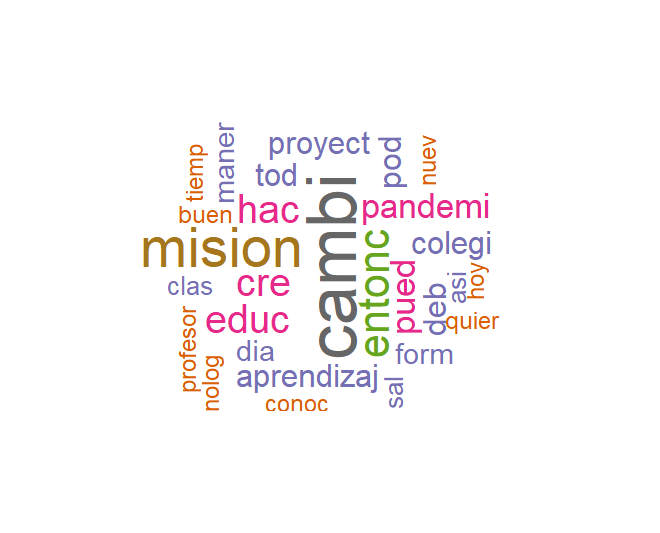 proyect
pod
nuev
maner
tiemp
tod
buen
hac
cambi
pandemi
mision
entonc
colegi
clas
cre
pued
asi
hoy
deb
quier
educ
profesor
dia
form
nolog
aprendizaj
sal
conoc